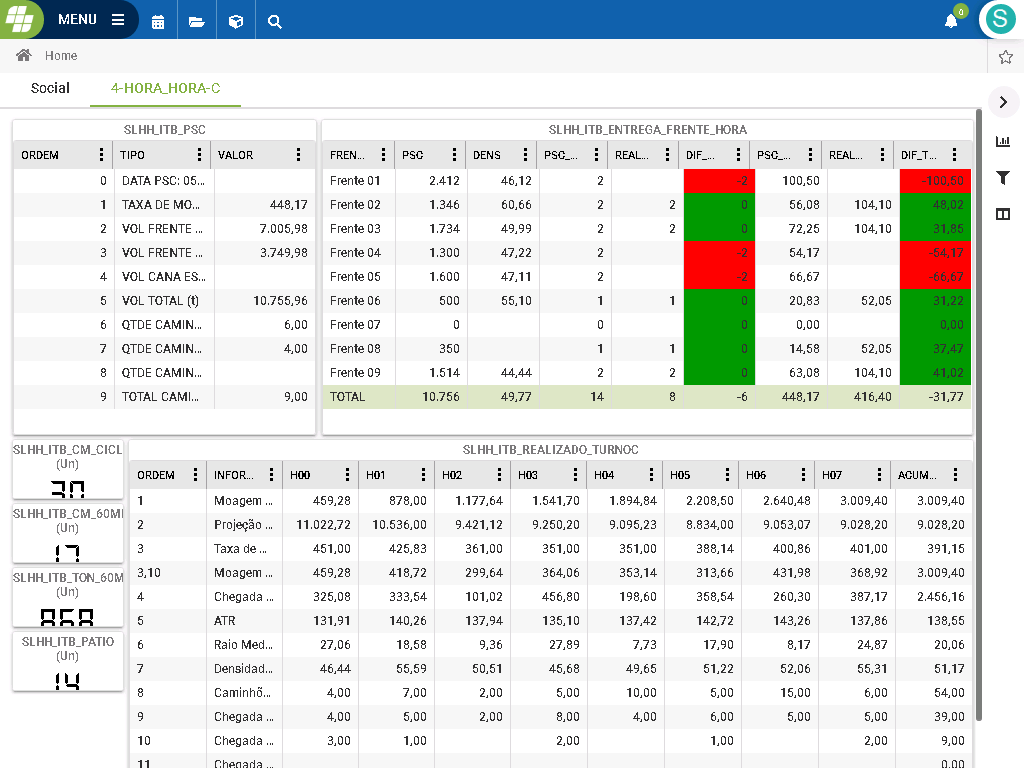 MENU
6
S
Home
Social
4-HORA_HORA-C
SLHH_ITB_PSC
ORDEM TIPO VALOR
0 DATA PSC: 05...
1 TAXA DE MO... 448,17
2 VOL FRENTE ... 7.005,98
3 VOL FRENTE ... 3.749,98
4 VOL CANA ES...
5 VOL TOTAL (t) 10.755,96
6 QTDE CAMIN... 6,00
7 QTDE CAMIN... 4,00
8 QTDE CAMIN...
9 TOTAL CAMI... 9,00
SLHH_ITB_ENTREGA_FRENTE_HORA
FREN... PSC DENS PSC_... REAL... DIF_... PSC_... REAL... DIF_T...
Frente 01 2.412 46,12 2 -2 100,50 -100,50
Frente 02 1.346 60,66 2 2 0 56,08 104,10 48,02
Frente 03 1.734 49,99 2 2 0 72,25 104,10 31,85
Frente 04 1.300 47,22 2 -2 54,17 -54,17
Frente 05 1.600 47,11 2 -2 66,67 -66,67
Frente 06 500 55,10 1 1 0 20,83 52,05 31,22
Frente 07 0 0 0 0,00 0,00
Frente 08 350 1 1 0 14,58 52,05 37,47
Frente 09 1.514 44,44 2 2 0 63,08 104,10 41,02
TOTAL 10.756 49,77 14 8 -6 448,17 416,40 -31,77
SLHH_ITB_CM_CICL
(Un)
30
SLHH_ITB_CM_60MI
(Un)
17
SLHH_ITB_TON_60M
(Un)
868
SLHH_ITB_PATIO
(Un)
14
SLHH_ITB_REALIZADO_TURNOC
ORDEM INFOR... H00 H01 H02 H03 H04 H05 H06 H07 ACUM...
1 Moagem ... 459,28 878,00 1.177,64 1.541,70 1.894,84 2.208,50 2.640,48 3.009,40 3.009,40
2 Projeção ... 11.022,72 10.536,00 9.421,12 9.250,20 9.095,23 8.834,00 9.053,07 9.028,20 9.028,20
3 Taxa de ... 451,00 425,83 361,00 351,00 351,00 388,14 400,86 401,00 391,15
3,10 Moagem ... 459,28 418,72 299,64 364,06 353,14 313,66 431,98 368,92 3.009,40
4 Chegada ... 325,08 333,54 101,02 456,80 198,60 358,54 260,30 387,17 2.456,16
5 ATR 131,91 140,26 137,94 135,10 137,42 142,72 143,26 137,86 138,55
6 Raio Med... 27,06 18,58 9,36 27,89 7,73 17,90 8,17 24,87 20,06
7 Densidad... 46,44 55,59 50,51 45,68 49,65 51,22 52,06 55,31 51,17
8 Caminhõ... 4,00 7,00 2,00 5,00 10,00 5,00 15,00 6,00 54,00
9 Chegada ... 4,00 5,00 2,00 8,00 4,00 6,00 5,00 5,00 39,00
10 Chegada ... 3,00 1,00 2,00 1,00 2,00 9,00
11 Chegada ... 0,00